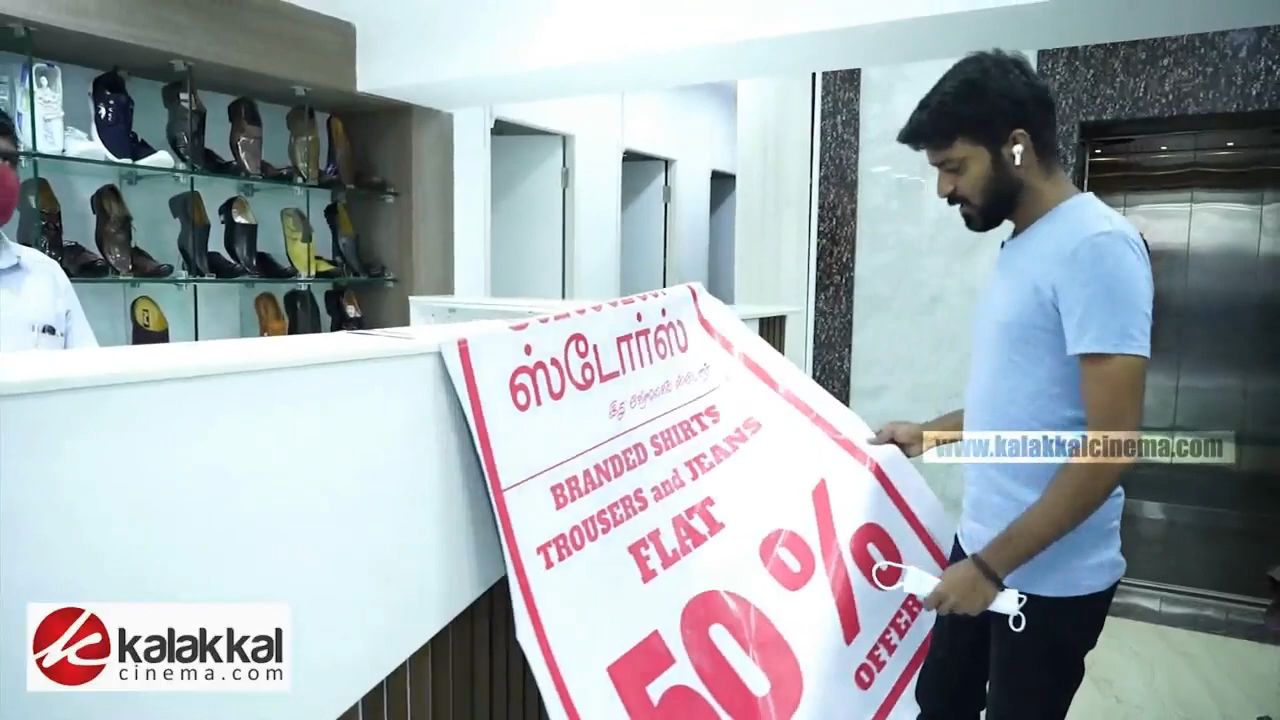 ஸ்டோர்ஸ்
BRANDED SHIRTS
TROUSERS and JEANS
FLAT
50%
OFFER
www.kalakkalcinema.com
kalakkal
cinema.com